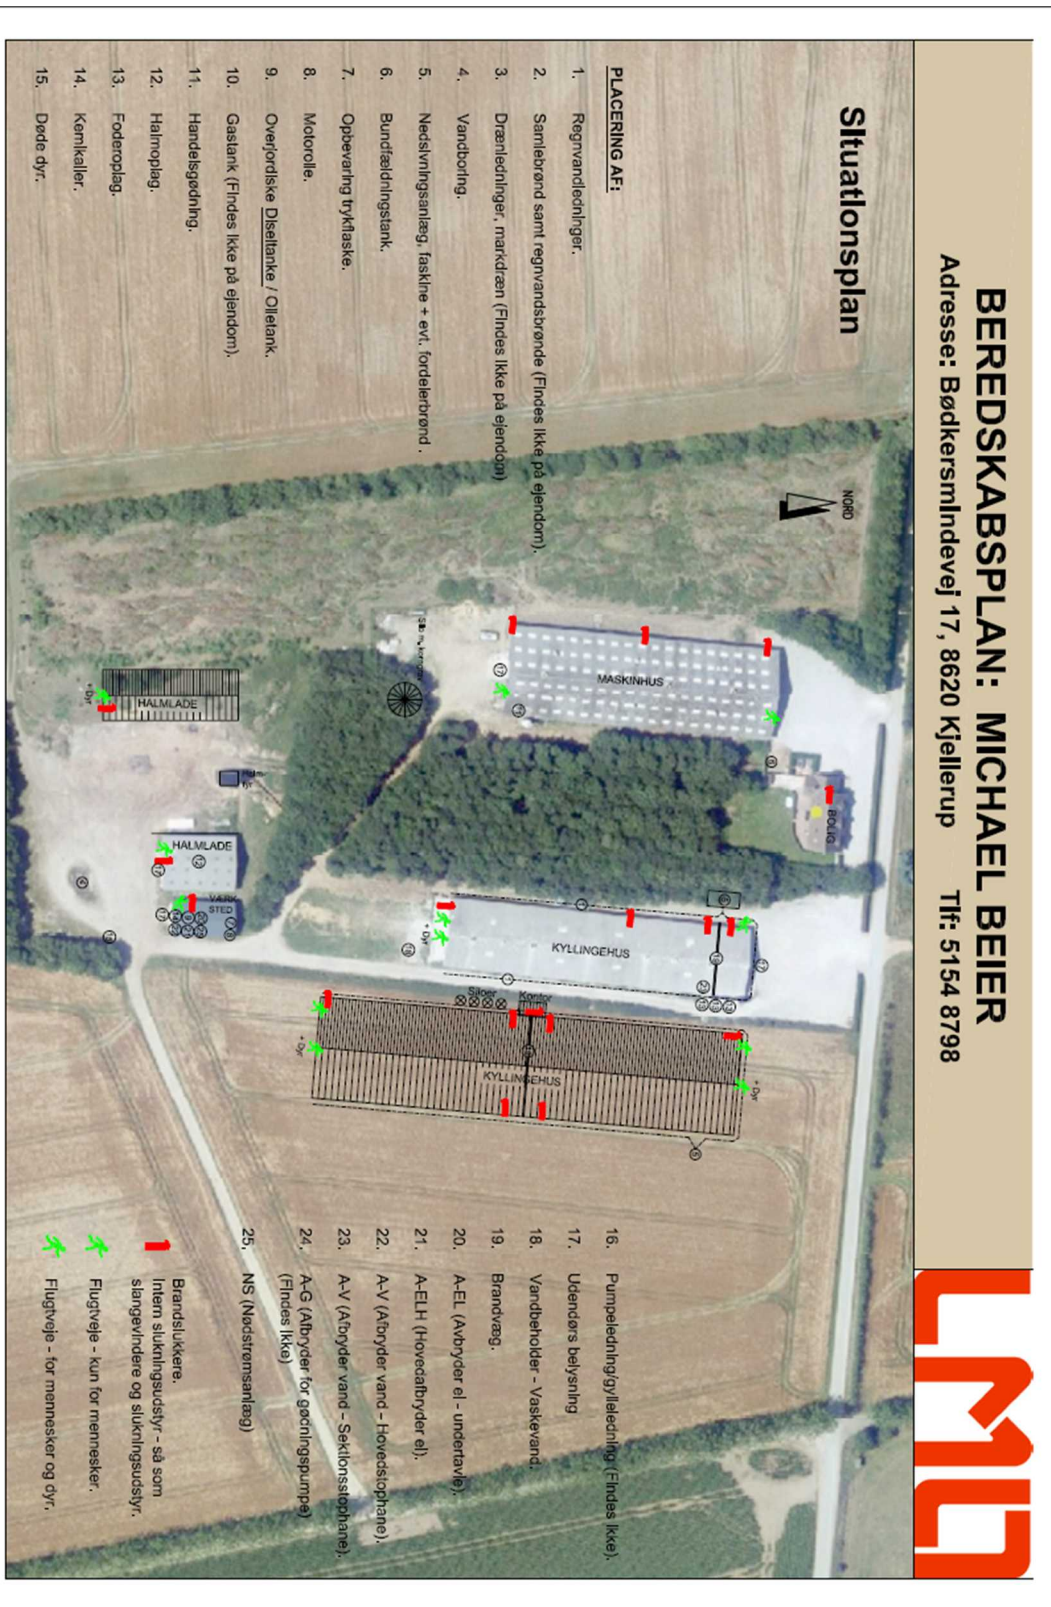 BEREDSKABSPLAN: MICHAEL BEIER
Adresse: Bødkersmindevej 17, 8620 Kjellerup Tlf: 5154 8798
LMO
Situationsplan
PLACERING AF:
1. Regnvandledninger.
2. Samlebrønd samt regnvandsbrønde (Findes ikke på ejendom).
3. Drænledninger, markdræn (Findes ikke på ejendom)
4. Vandboring.
5. Nedsivningsanlæg, faskine + evt. fordelerbrønd .
6. Bundfældningstank.
7. Opbevaring trykflaske.
8. Motorolie.
9. Overjordiske Diseltanke / Olietank.
10. Gastank (Findes ikke på ejendom).
11. Handelsgødning.
12. Halmoplag.
13. Foderoplag.
14. Kemikalier.
15. Døde dyr.
NORD
MASKINHUS
BOLIG
Silo m. kornsnegl
HALMLADE
+ Dyr
HALMLADE
VÆRK
STED
KYLLINGEHUS
+ Dyr
Siloer
Kontor
KYLLINGEHUS
+ Dyr
+ Dyr
16. Pumpeledning/gylleledning (Findes ikke).
17. Udendørs belysning
18. Vandbeholder - Vaskevand.
19. Brandvæg.
20. A-EL (Avbryder el - undertavle).
21. A-ELH (Hovedafbryder el).
22. A-V (Afbryder vand - Hovedstophane).
23. A-V (Afbryder vand - Sektionsstophane).
24. A-G (Afbryder for gødningspumpe)
(Findes ikke)
25. NS (Nødstrømsanlæg)
Brandslukkere.
Intern slukningsudstyr - så som
slangevindere og slukningsudstyr.
Flugtveje - kun for mennesker.
Flugtveje - for mennesker og dyr.